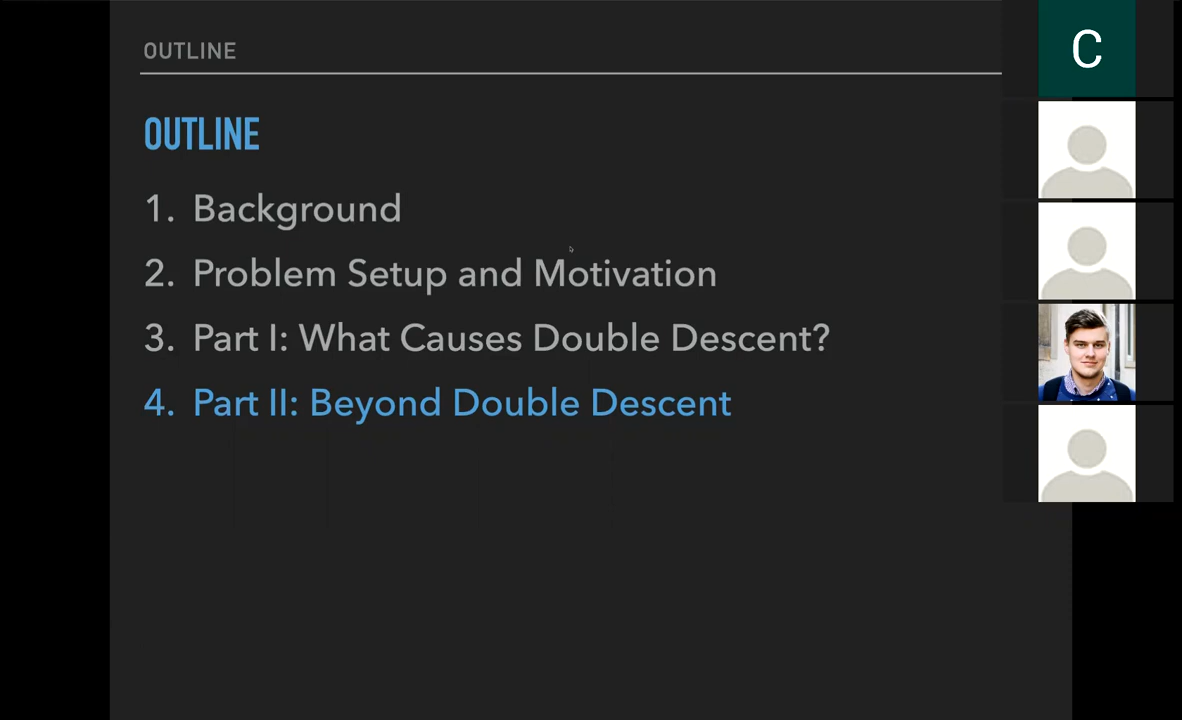 OUTLINE
C
OUTLINE
1. Background
2. Problem Setup and Motivation
3. Part I: What Causes Double Descent?
4. Part II: Beyond Double Descent